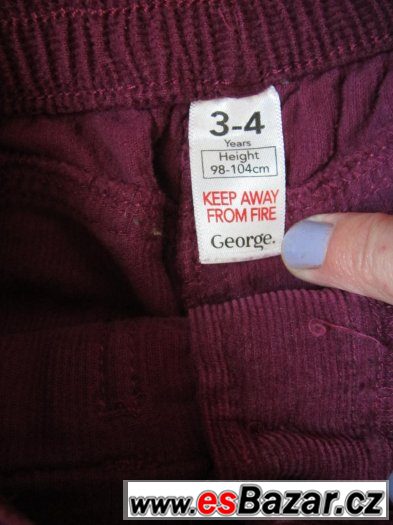 3-4
Years
Height
98-104cm
KEEP AWAY
FROM FIRE
George.
www.esBazar.cz